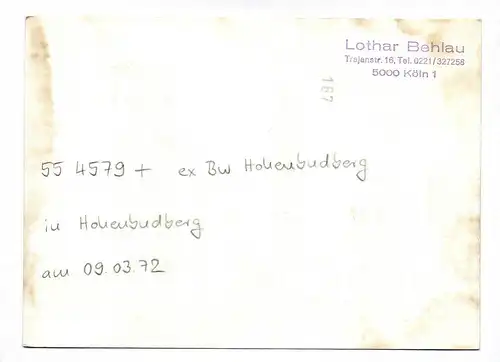 Lothar Behlau
Trajanstr. 16, Tel. 0221/327258
5000 Köln 1
187
55 4579 + ex Bw Hohenbudberg
in Hohenbudberg
am 09.03.72